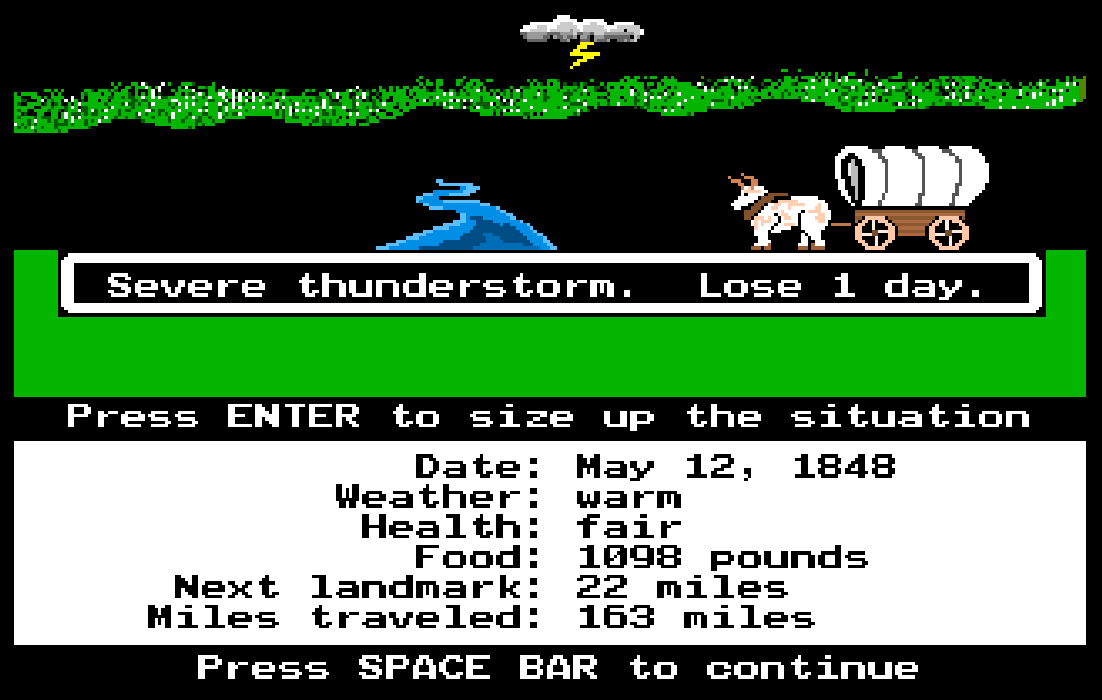 Severe thunderstorm. Lose 1 day.
Press ENTER to size up the situation
Date: May 12, 1848
Weather: warm
Health: fair
Food: 1098 pounds
Next landmark: 22 miles
Miles traveled: 163 miles
Press SPACE BAR to continue